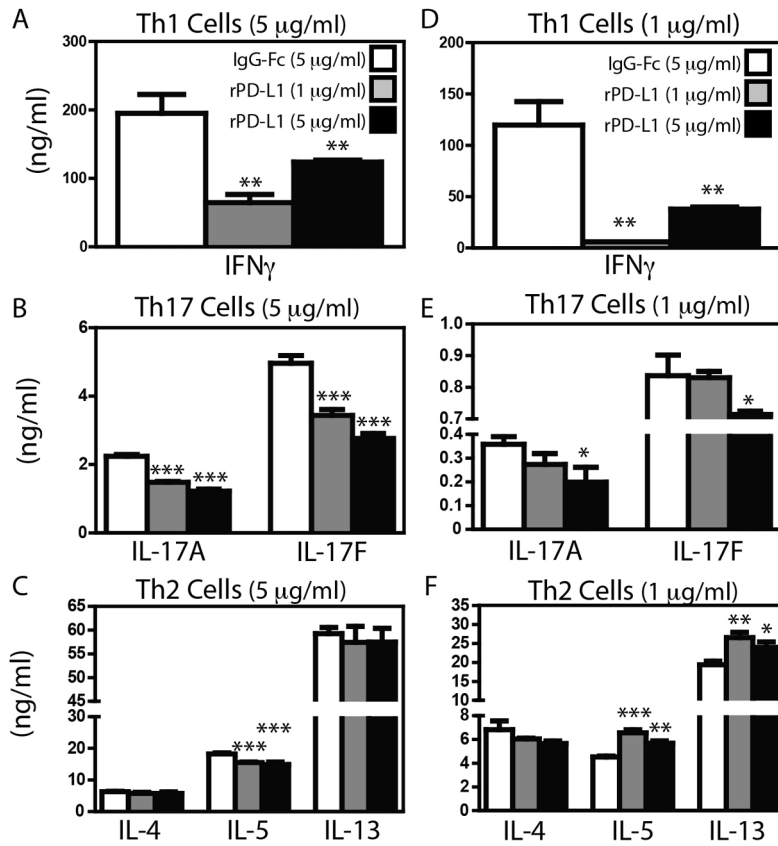 A
Th1 Cells (5 μg/ml)
300
200
100
0
(ng/ml)
IgG-Fc (5 μg/ml)
rPD-L1 (1 μg/ml)
rPD-L1 (5 μg/ml)
**
**
IFNγ
D
Th1 Cells (1 μg/ml)
200
150
100
50
0
IgG-Fc (5 μg/ml)
rPD-L1 (1 μg/ml)
rPD-L1 (5 μg/ml)
**
**
IFNγ
B
Th17 Cells (5 μg/ml)
6
4
2
0
(ng/ml)
***
***
***
***
IL-17A
IL-17F
E
Th17 Cells (1 μg/ml)
1.0
0.9
0.8
0.7
0.6
0.4
0.3
0.2
0.1
0
*
*
IL-17A
IL-17F
C
Th2 Cells (5 μg/ml)
65
60
55
50
45
30
20
10
0
(ng/ml)
***
***
IL-4
IL-5
IL-13
F
Th2 Cells (1 μg/ml)
35
30
25
20
15
10
8
6
4
2
0
***
**
**
*
IL-4
IL-5
IL-13